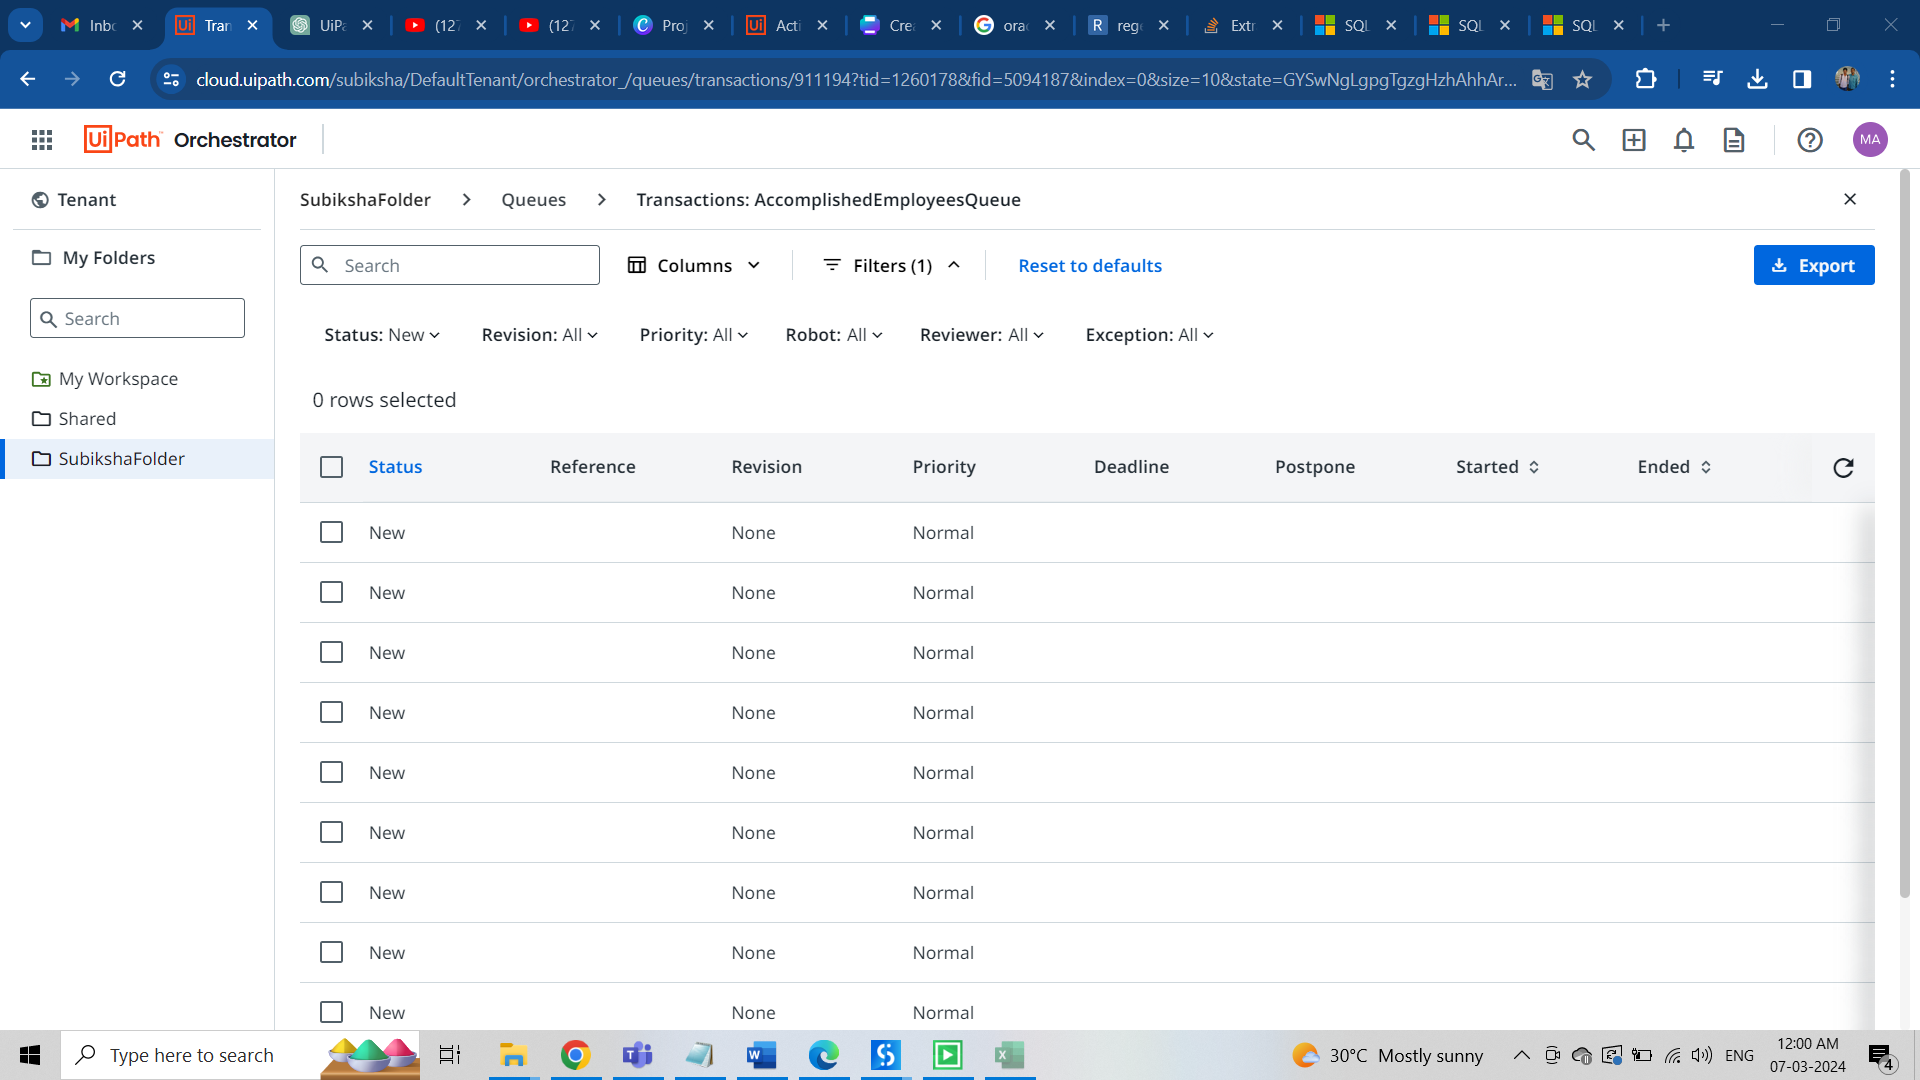 Inbc
Tran
UiPa
(127
(127
Proj
Acti
Crea
orac
rege
Extr
SQL
SQL
SQL
cloud.uipath.com/subiksha/DefaultTenant/orchestrator_/queues/transactions/911194?tid=1260178&fid=5094187&index=0&size=10&state=GYSwNgLgpgTgzgHzhAhhAr...
UiPath Orchestrator
MA
Tenant
SubikshaFolder > Queues > Transactions: AccomplishedEmployeesQueue
My Folders
Search
Columns
Filters (1)
Reset to defaults
Export
Search
Status: New
Revision: All
Priority: All
Robot: All
Reviewer: All
Exception: All
My Workspace
Shared
SubikshaFolder
0 rows selected
Status Reference Revision Priority Deadline Postpone Started Ended
New None Normal
New None Normal
New None Normal
New None Normal
New None Normal
New None Normal
New None Normal
New None Normal
New None Normal
Type here to search
30°C Mostly sunny
ENG
12:00 AM
07-03-2024
4